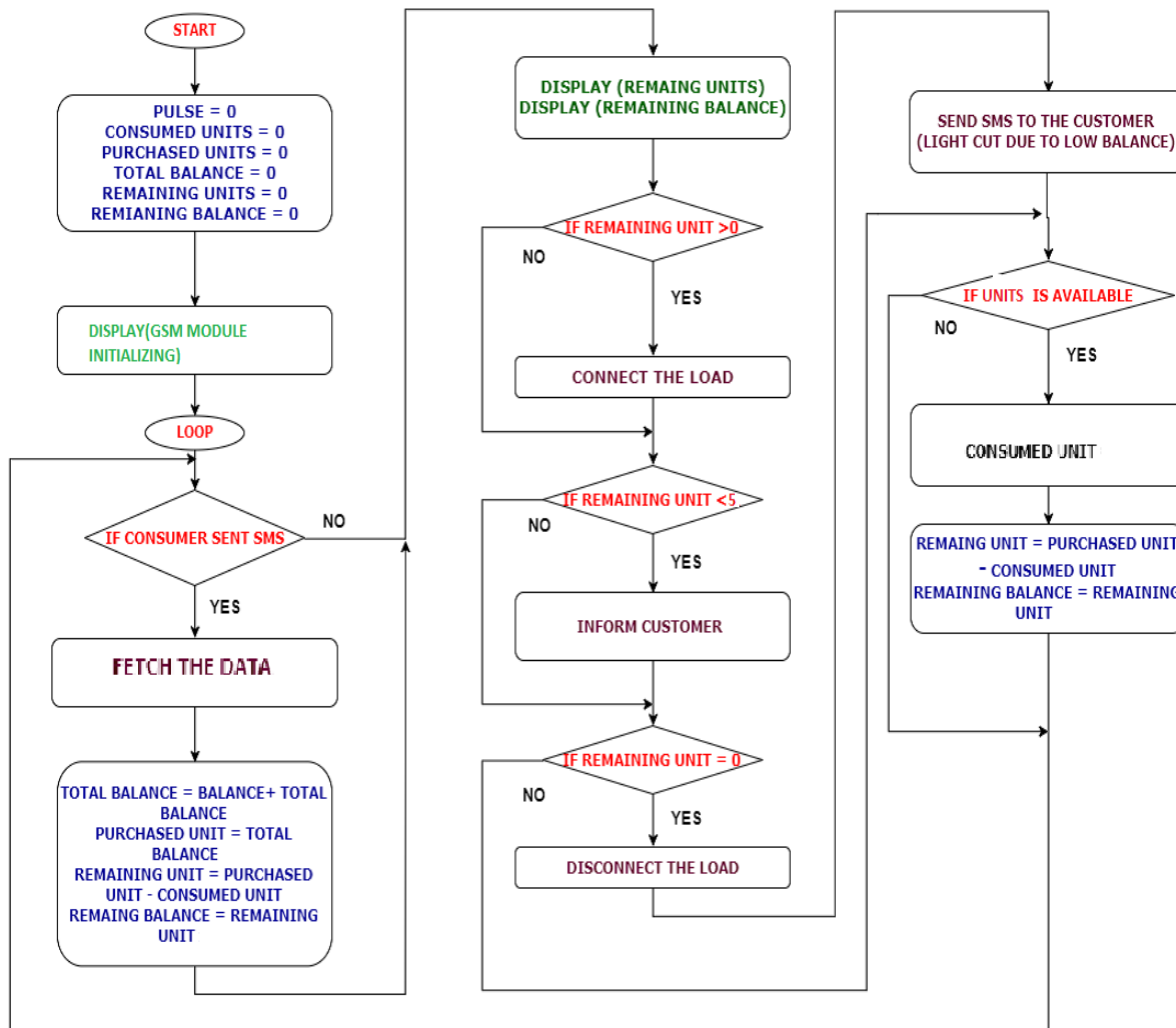 START
PULSE = 0
CONSUMED UNITS = 0
PURCHASED UNITS = 0
TOTAL BALANCE = 0
REMAINING UNITS = 0
REMIANING BALANCE = 0
DISPLAY(GSM MODULE
INITIALIZING)
LOOP
IF CONSUMER SENT SMS
NO
YES
FETCH THE DATA
TOTAL BALANCE = BALANCE+ TOTAL
BALANCE
PURCHASED UNIT = TOTAL
BALANCE
REMAINING UNIT = PURCHASED
UNIT - CONSUMED UNIT
REMAING BALANCE = REMAINING
UNIT
DISPLAY (REMAING UNITS)
DISPLAY (REMAINING BALANCE)
IF REMAINING UNIT >0
NO
YES
CONNECT THE LOAD
IF REMAINING UNIT <5
NO
YES
INFORM CUSTOMER
IF REMAINING UNIT = 0
NO
YES
DISCONNECT THE LOAD
SEND SMS TO THE CUSTOMER
(LIGHT CUT DUE TO LOW BALANCE)
IF UNITS IS AVAILABLE
NO
YES
CONSUMED UNIT
REMAING UNIT = PURCHASED UNIT
- CONSUMED UNIT
REMAINING BALANCE = REMAINING
UNIT